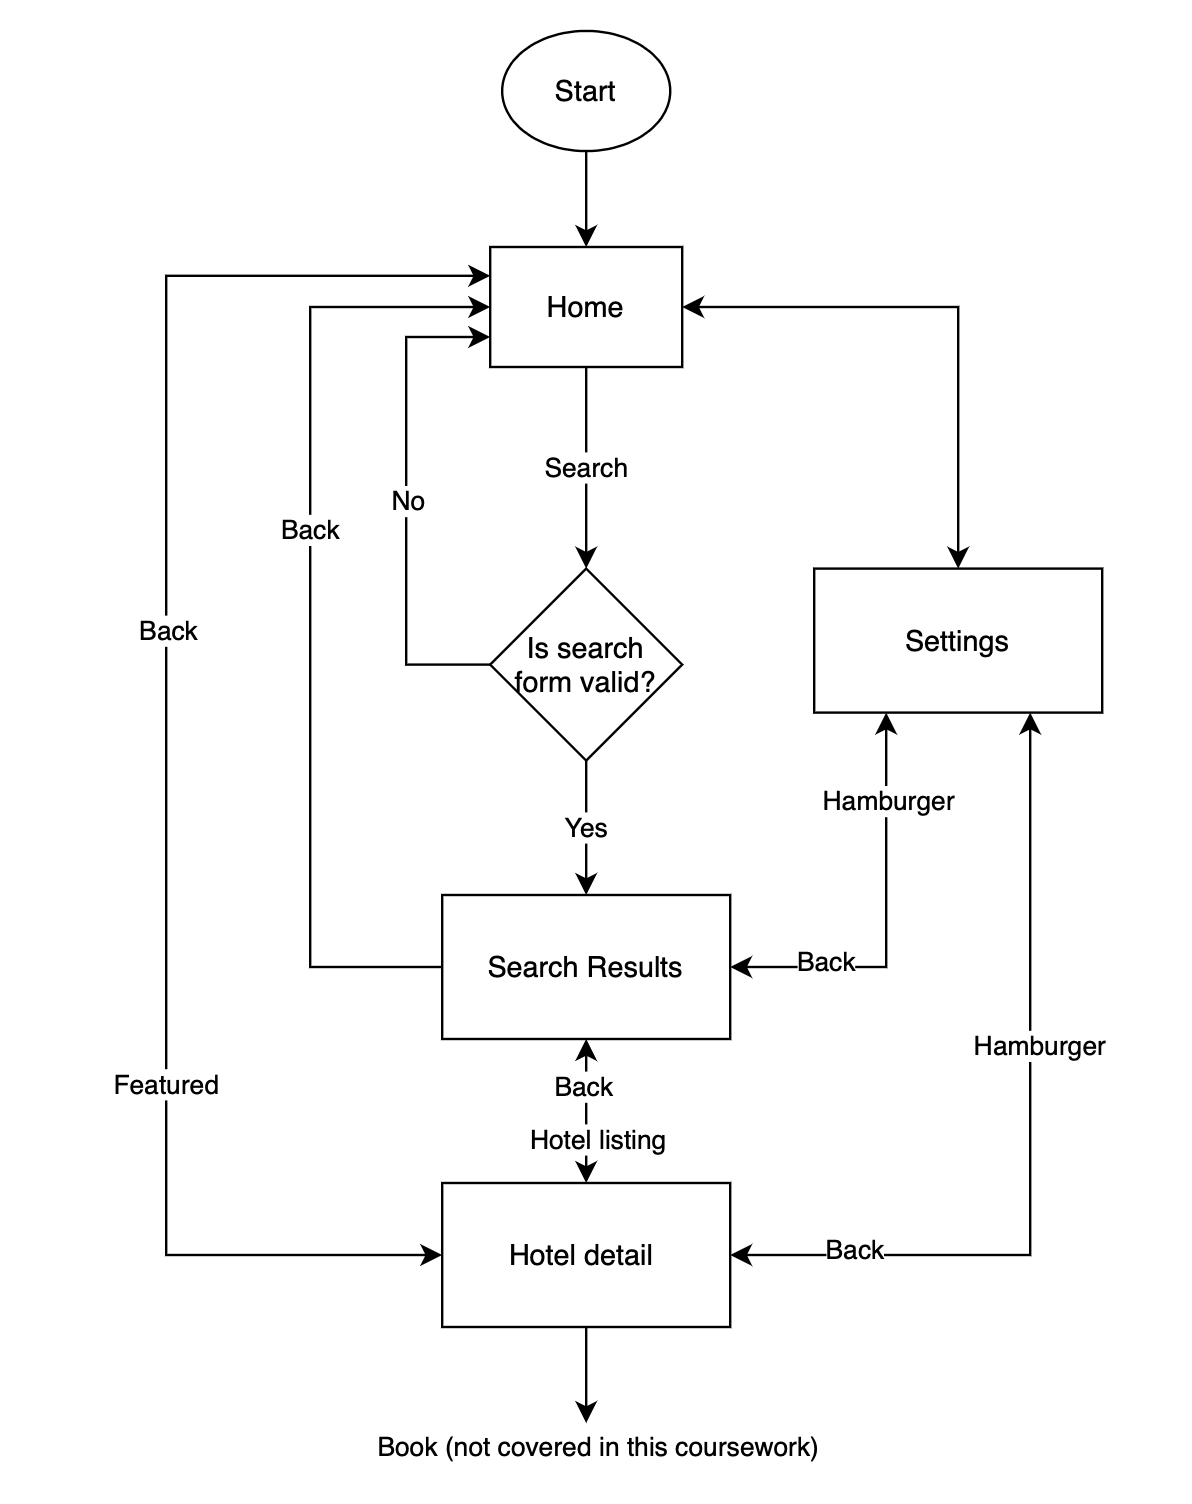 Start
Home
Search
No
Back
Back
Is search
form valid?
Settings
Hamburger
Yes
Search Results
Back
Hamburger
Featured
Back
Hotel listing
Hotel detail
Back
Book (not covered in this coursework)